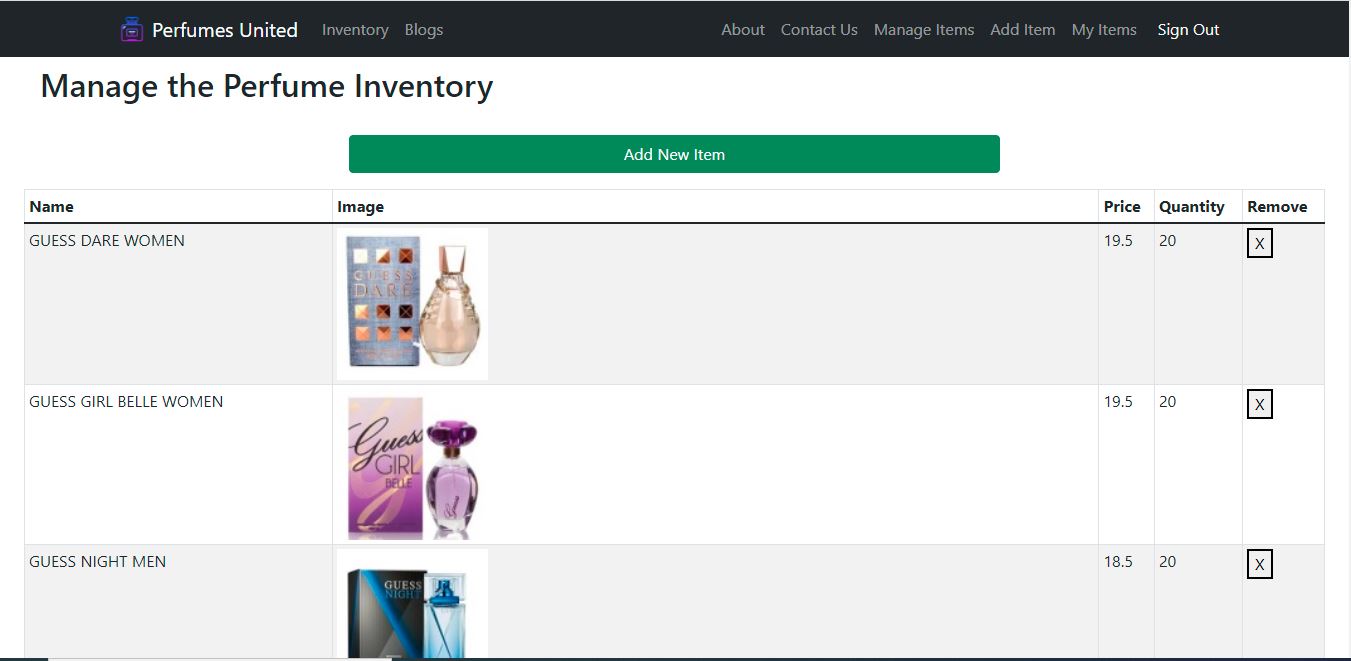 Perfumes United Inventory Blogs About Contact Us Manage Items Add Item My Items Sign Out
Manage the Perfume Inventory
Add New Item
Name Image Price Quantity Remove
GUESS DARE WOMEN 19.5 20 X
GUESS
DARE
GUESS GIRL BELLE WOMEN 19.5 20 X
Guess
GIRL
BELLE
Guess
GUESS NIGHT MEN 18.5 20 X
GUESS
NIGHT